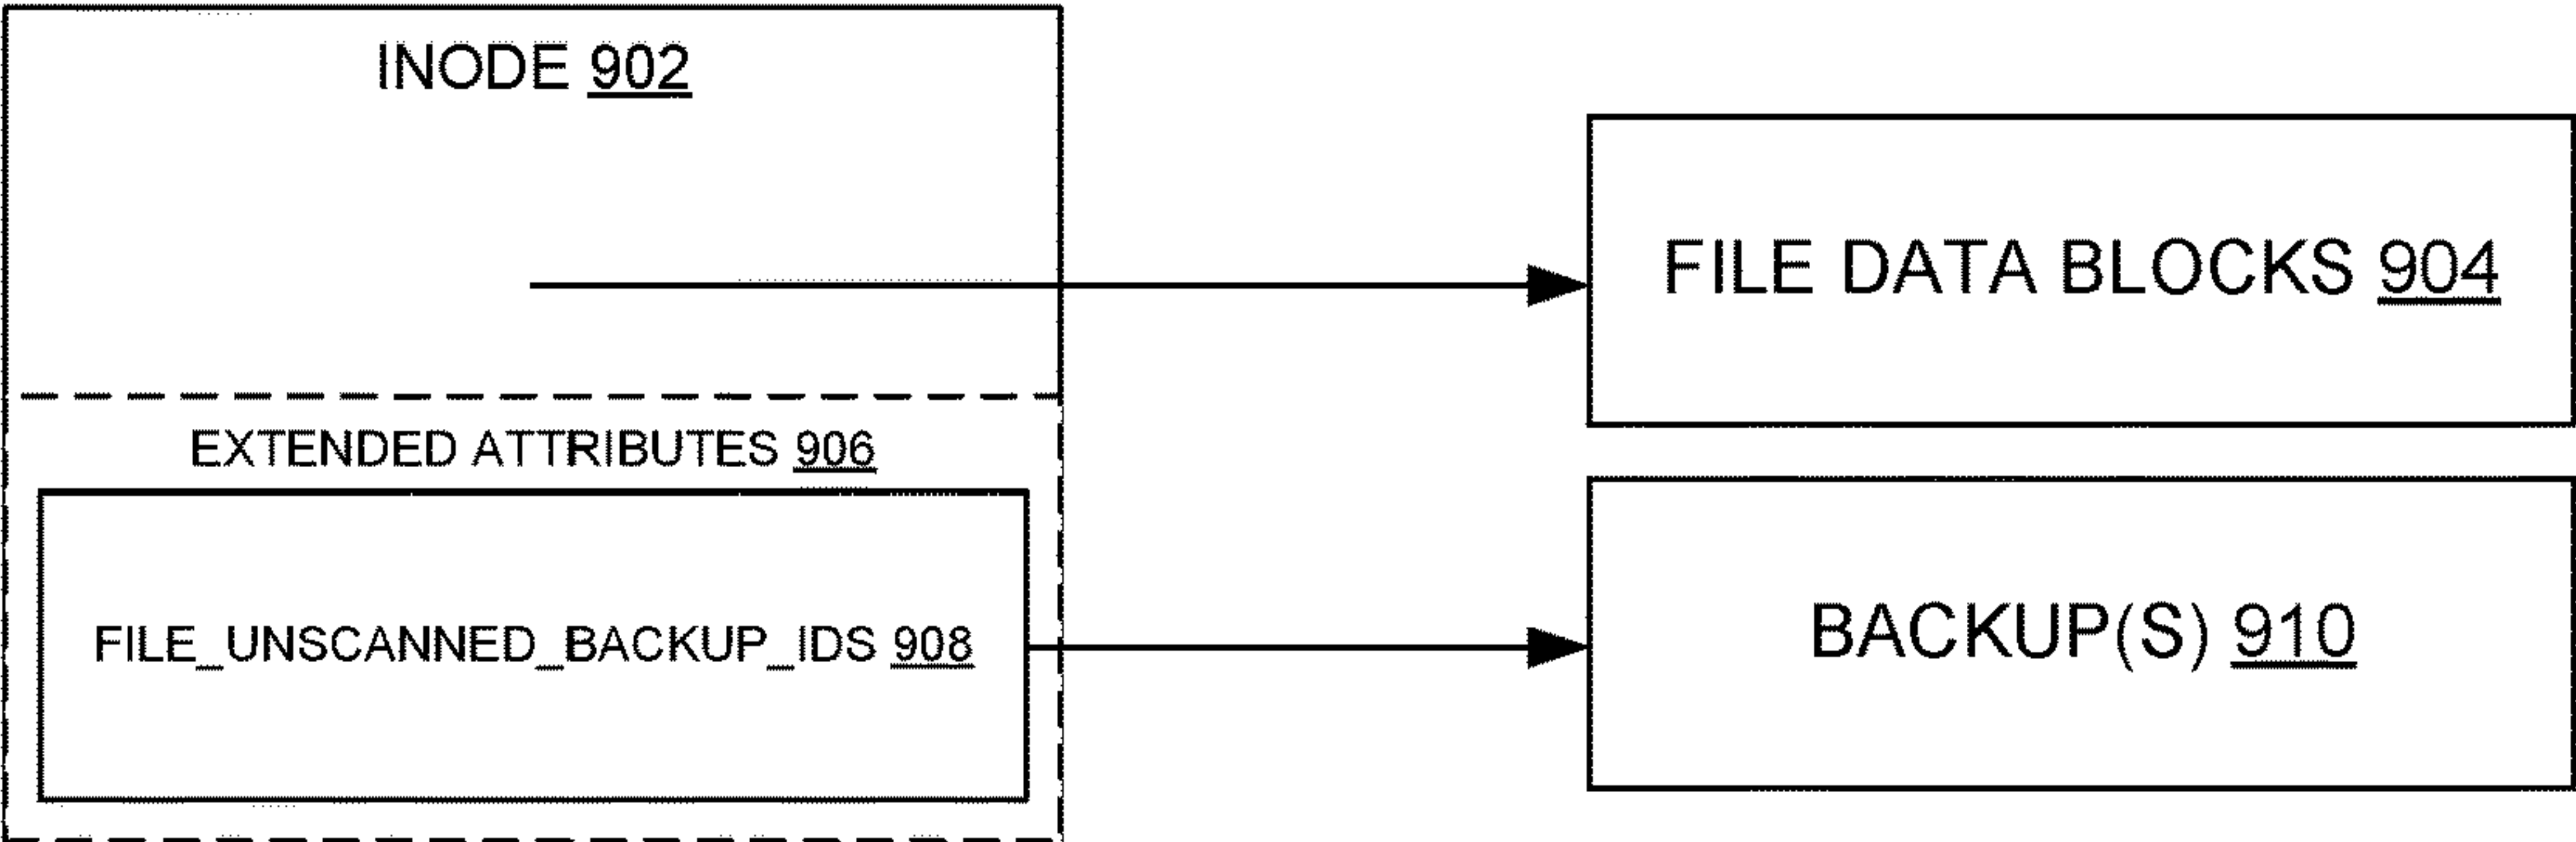 INODE 902
FILE DATA BLOCKS 904
EXTENDED ATTRIBUTES 906
FILE_UNSCANNED_BACKUP_IDS 908
BACKUP(S) 910